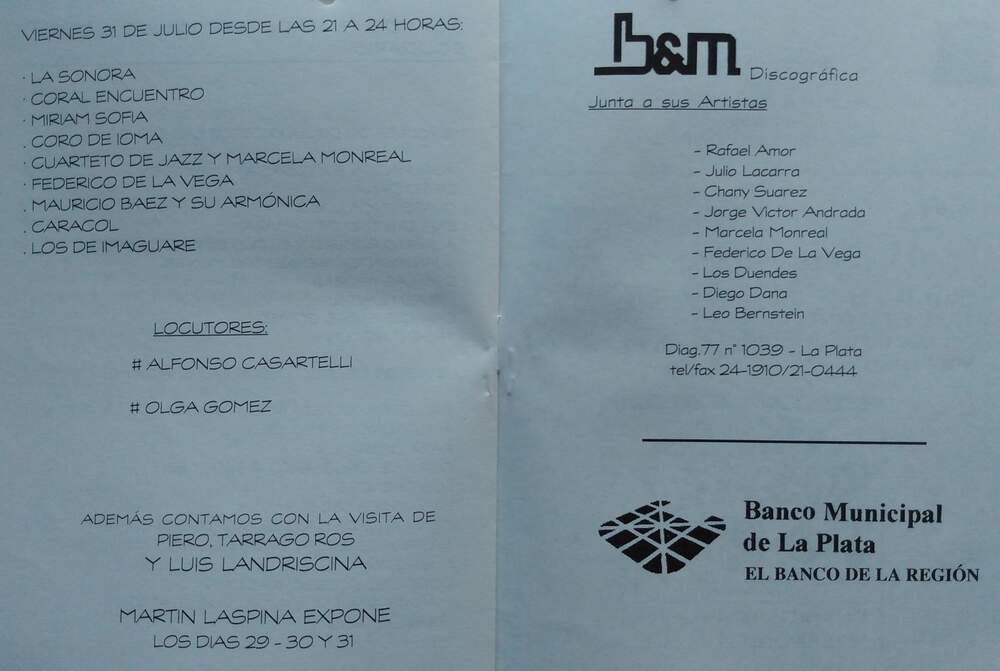 VIERNES 31 DE JULIO DESDE LAS 21 A 24 HORAS:
· LA SONORA
· CORAL ENCUENTRO
· MIRIAM SOFIA
. CORO DE IOMA
· CUARTETO DE JAZZ Y MARCELA MONREAL
· FEDERICO DE LA VEGA
. MAURICIO BAEZ Y SU ARMÓNICA
. CARACOL
. LOS DE IMAGUARE
LOCUTORES:
# ALFONSO CASARTELLI
# OLGA GOMEZ
ADEMÁS CONTAMOS CON LA VISITA DE
PIERO, TARRAGO ROS
Y LUIS LANDRISCINA
MARTIN LASPINA EXPONE
LOS DIAS 29 - 30 Y 31
b&m Discográfica
Junta a sus Artistas
- Rafael Amor
- Julio Lacarra
- Chany Suarez
- Jorge Victor Andrada
- Marcela Monreal
- Federico De La Vega
- Los Duendes
- Diego Dana
- Leo Bernstein
Diag.77 n° 1039 - La Plata
tel/fax 24-1910/21-0444
Banco Municipal
de La Plata
EL BANCO DE LA REGIÓN